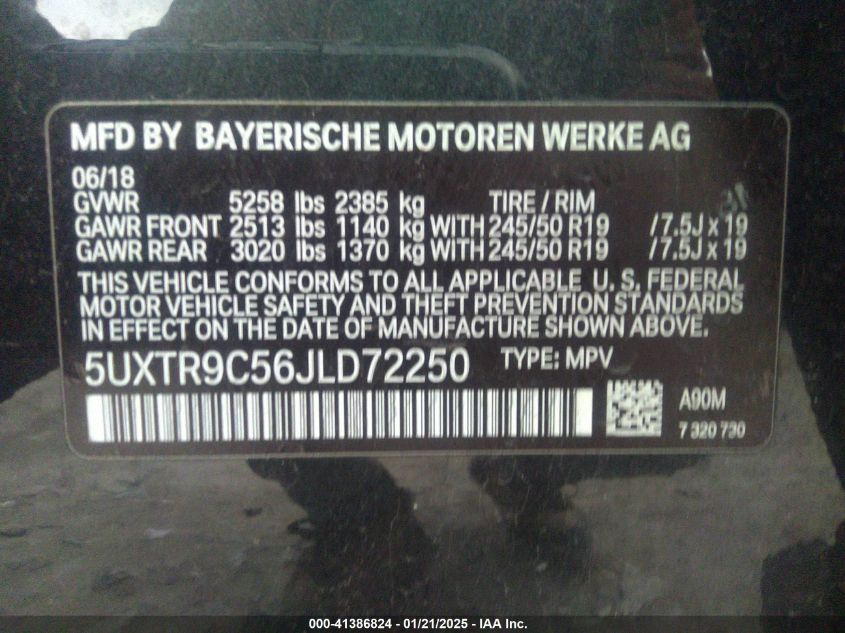 MFD BY BAYERISCHE MOTOREN WERKE AG
06/18
GVWR 5258 lbs 2385 kg TIRE / RIM
GAWR FRONT 2513 lbs 1140 kg WITH 245/50 R19 /7.5J x 19
GAWR REAR 3020 lbs 1370 kg WITH 245/50 R19 /7.5J x 19
THIS VEHICLE CONFORMS TO ALL APPLICABLE U. S. FEDERAL
MOTOR VEHICLE SAFETY AND THEFT PREVENTION STANDARDS
IN EFFECT ON THE DATE OF MANUFACTURE SHOWN ABOVE.
5UXTR9C56JLD72250 TYPE: MPV
A90M
7 320 730
000-41386824 / 01/21/2025 - IAA Inc.